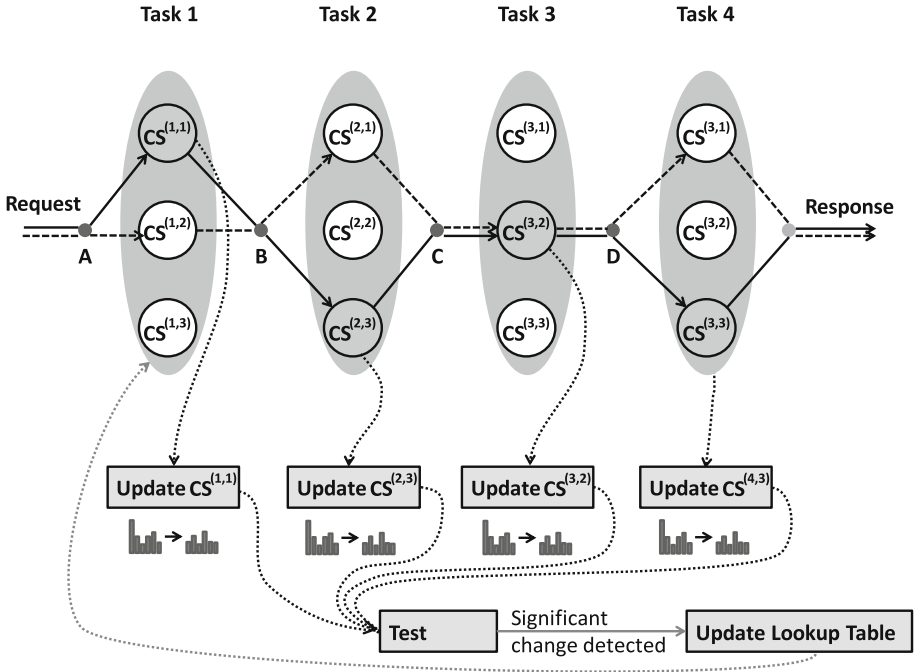 Task 1 Task 2 Task 3 Task 4
CS(1,1) CS(2,1) CS(3,1) CS(3,1)
Request CS(1,2) CS(2,2) CS(3,2) CS(3,2) Response
A B C D
CS(1,3) CS(2,3) CS(3,3) CS(3,3)
Update CS(1,1) Update CS(2,3) Update CS(3,2) Update CS(4,3)
Test Significant
change detected Update Lookup Table